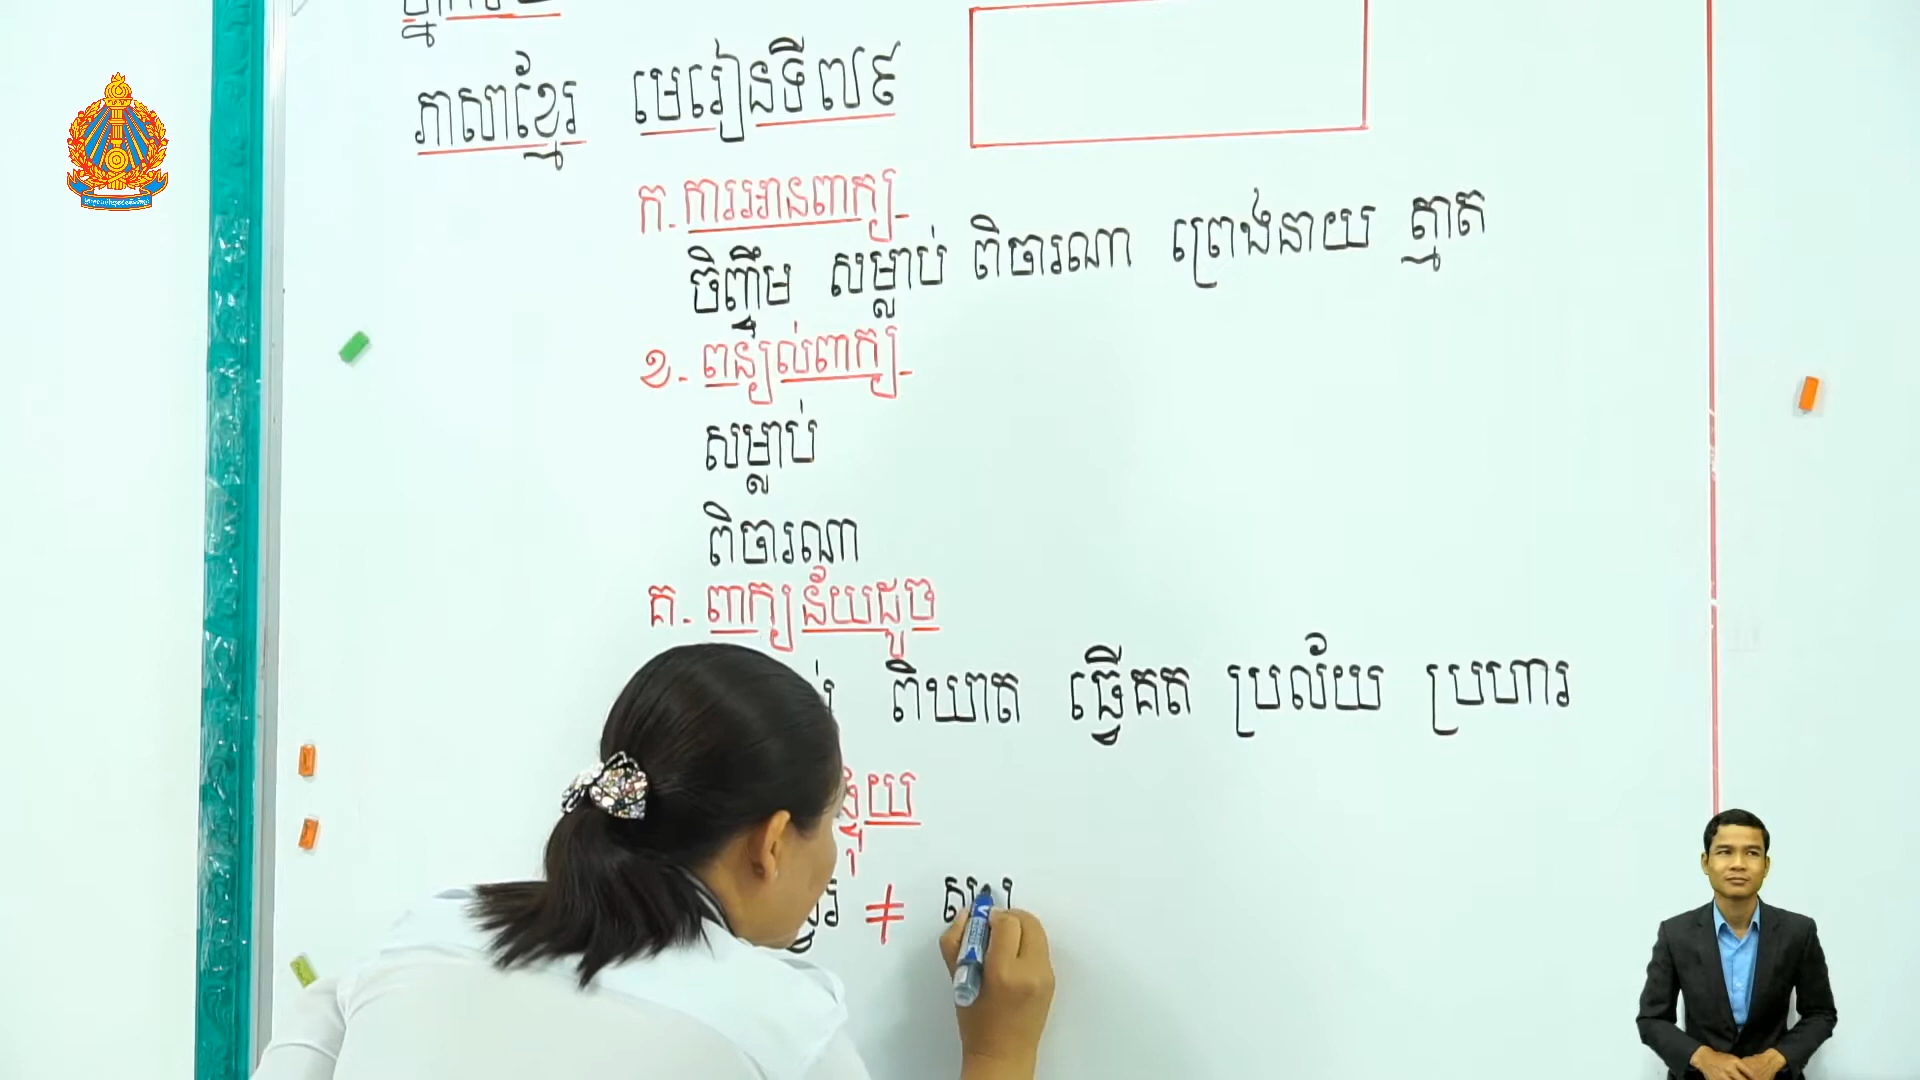 ភាសាខ្មែរ មេរៀនទី៧៩
ក. ការអានពាក្យ
ចិញ្ចឹម សម្លាប់ ពិចារណា ព្រេងនាយ ត្មាត
ខ. ពន្យល់ពាក្យ
សម្លាប់
ពិចារណា
គ. ពាក្យន័យដូច
ពិឃាត ធ្វើគត ប្រល័យ ប្រហារ
≠